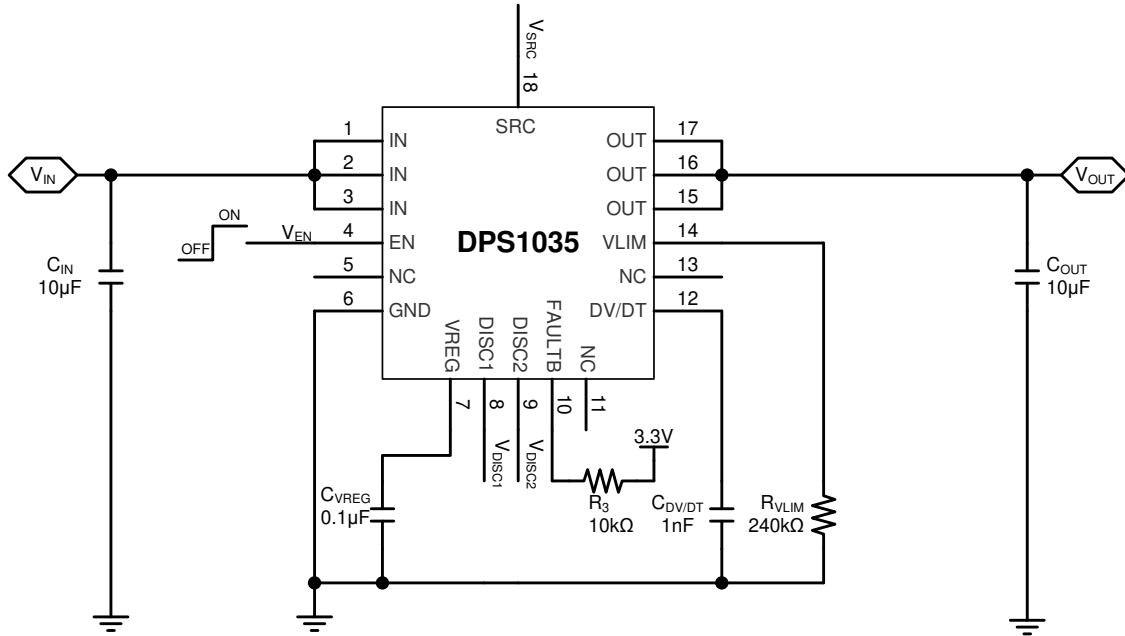 VSRC
18
SRC
1
IN
OUT
17
VIN
2
IN
OUT
16
VOUT
3
IN
OUT
15
ON
OFF
VEN
4
EN
DPS1035
VLIM
14
CIN
10µF
5
NC
NC
13
COUT
10µF
6
GND
DV/DT
12
VREG
DISC1
DISC2
FAULTB
NC
7
8
9
10
11
VDISC1
VDISC2
3.3V
CVREG
0.1µF
R3
10kΩ
CDV/DT
1nF
RVLIM
240kΩ